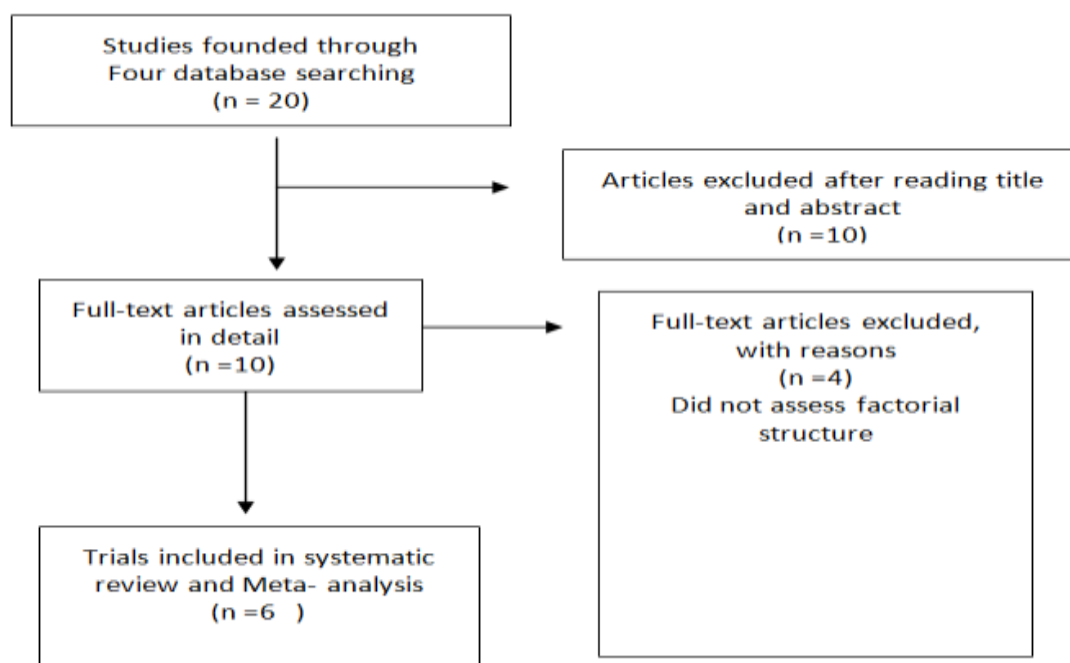 Studies founded through
Four database searching
(n = 20)
Articles excluded after reading title
and abstract
(n =10)
Full-text articles assessed
in detail
(n =10)
Full-text articles excluded,
with reasons
(n =4)
Did not assess factorial
structure
Trials included in systematic
review and Meta- analysis
(n =6   )